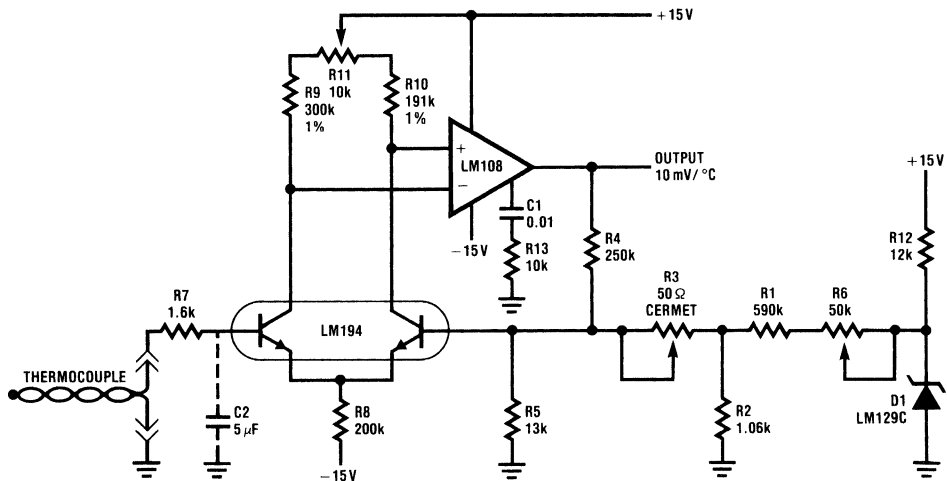 +15V
R11
10k
R9
300k
1%
R10
191k
1%
+
LM108
−
OUTPUT
10 mV/°C
+15V
C1
0.01
−15V
R13
10k
R4
250k
R12
12k
R3
50Ω
CERMET
R1
590k
R6
50k
R7
1.6k
LM194
THERMOCOUPLE
C2
5 μF
R8
200k
−15V
R5
13k
R2
1.06k
D1
LM129C